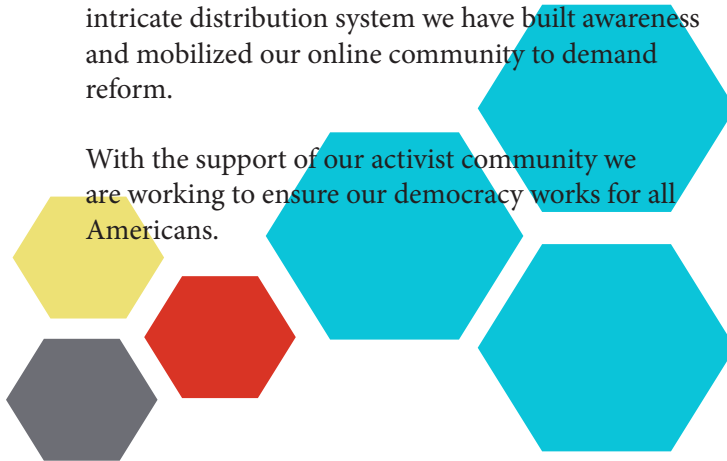 intricate distribution system we have built awareness
and mobilized our online community to demand
reform.
With the support of our activist community we
are working to ensure our democracy works for all
Americans.